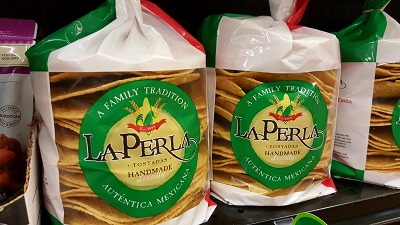 A FAMILY TRADITION
LA PERLA
TOSTADAS
HANDMADE
AUTÉNTICA MEXICANA
A FAMILY TRADITION
LA PERLA
TOSTADAS
HANDMADE
AUTÉNTICA MEXICANA